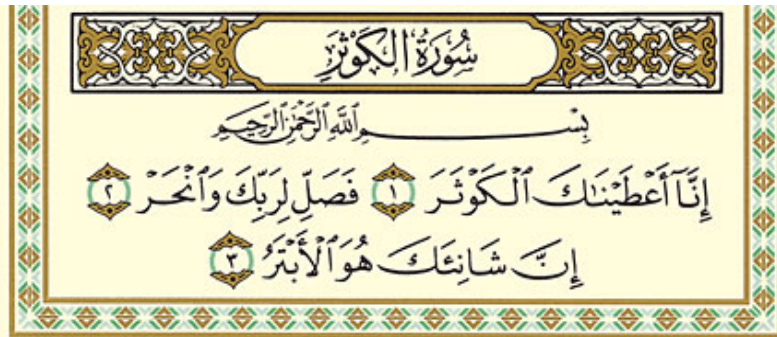 سُورَةُ الكَوْثَرِ
بِسْمِ ٱللَّهِ ٱلرَّحْمَٰنِ ٱلرَّحِيمِ
إِنَّآ أَعْطَيْنَٰكَ ٱلْكَوْثَرَ ١ فَصَلِّ لِرَبِّكَ وَٱنْحَرْ ٢
إِنَّ شَانِئَكَ هُوَ ٱلْأَبْتَرُ ٣